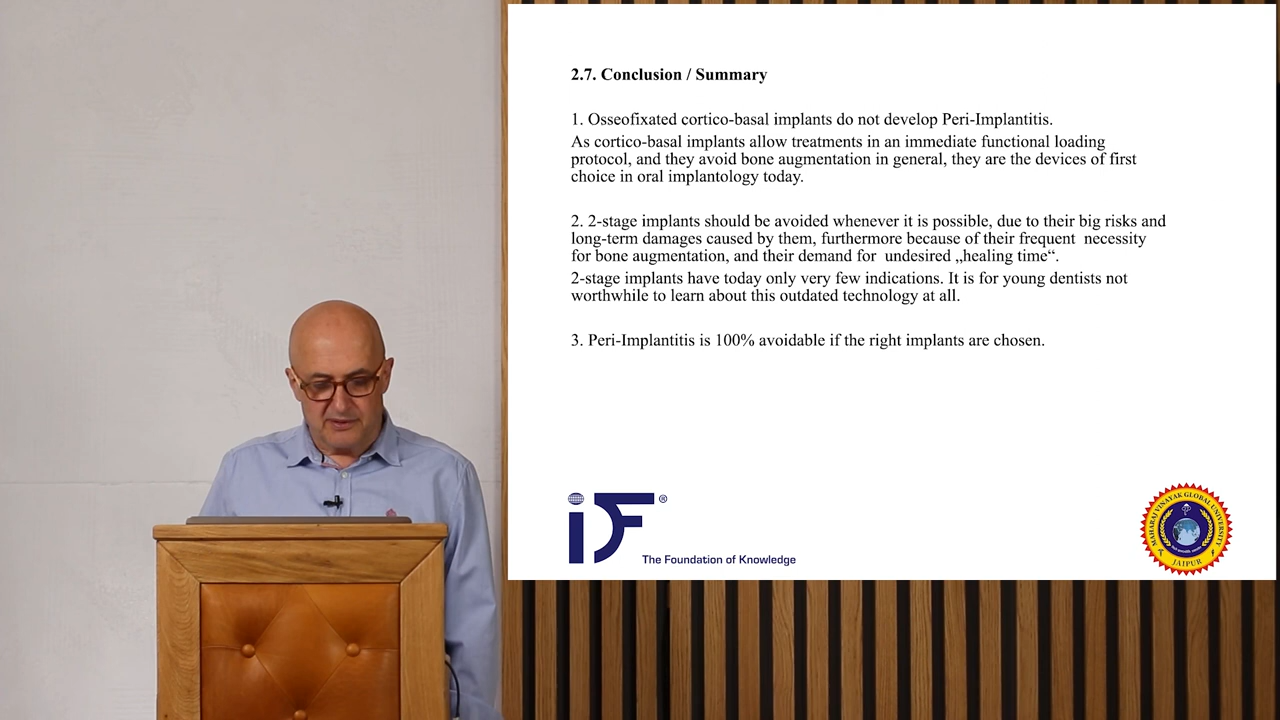 2.7. Conclusion / Summary
1. Osseofixated cortico-basal implants do not develop Peri-Implantitis.
As cortico-basal implants allow treatments in an immediate functional loading
protocol, and they avoid bone augmentation in general, they are the devices of first
choice in oral implantology today.
2. 2-stage implants should be avoided whenever it is possible, due to their big risks and
long-term damages caused by them, furthermore because of their frequent  necessity
for bone augmentation, and their demand for  undesired „healing time“.
2-stage implants have today only very few indications. It is for young dentists not
worthwhile to learn about this outdated technology at all.
3. Peri-Implantitis is 100% avoidable if the right implants are chosen.
iF ®
The Foundation of Knowledge
MAHARAJ VINAYAK GLOBAL UNIVERSITY
JAIPUR